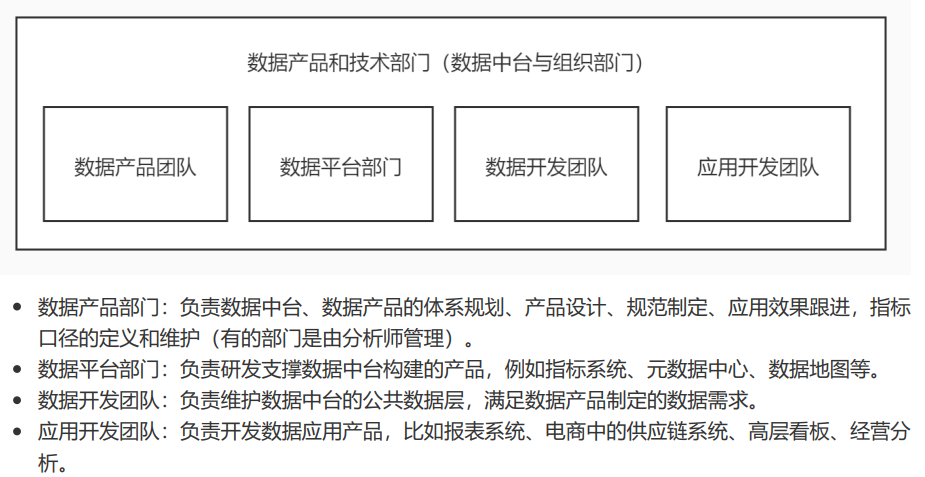 数据产品和技术部门（数据中台与组织部门）
数据产品团队
数据平台部门
数据开发团队
应用开发团队
数据产品部门：负责数据中台、数据产品的体系规划、产品设计、规范制定、应用效果跟进，指标
口径的定义和维护（有的部门是由分析师管理）。
数据平台部门：负责研发支撑数据中台构建的产品，例如指标系统、元数据中心、数据地图等。
数据开发团队：负责维护数据中台的公共数据层，满足数据产品制定的数据需求。
应用开发团队：负责开发数据应用产品，比如报表系统、电商中的供应链系统、高层看板、经营分
析。